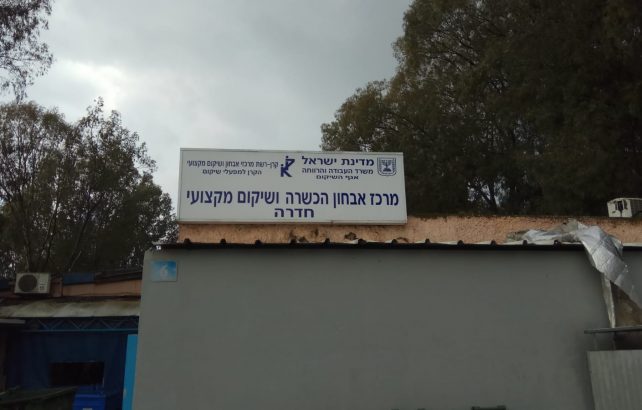 מדינת ישראל
משרד העבודה והרווחה
אגף השיקום
קרן-רשת מרכזי אבחון ושיקום מקצועי
הקרן למפעלי שיקום
מרכז אבחון הכשרה ושיקום מקצועי
חדרה
6